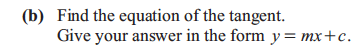 (b) Find the equation of the tangent.
Give your answer in the form y = mx + c.